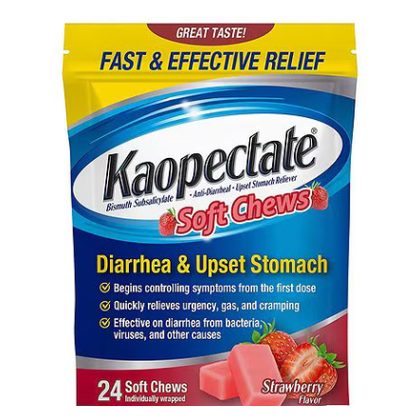 GREAT TASTE!
FAST & EFFECTIVE RELIEF
Kaopectate®
Bismuth Subsalicylate • Anti-Diarrheal • Upset Stomach Reliever
Soft Chews
Diarrhea & Upset Stomach
Begins controlling symptoms from the first dose
Quickly relieves urgency, gas, and cramping
Effective on diarrhea from bacteria,
viruses, and other causes
24 Soft Chews
Individually wrapped
Strawberry
Flavor